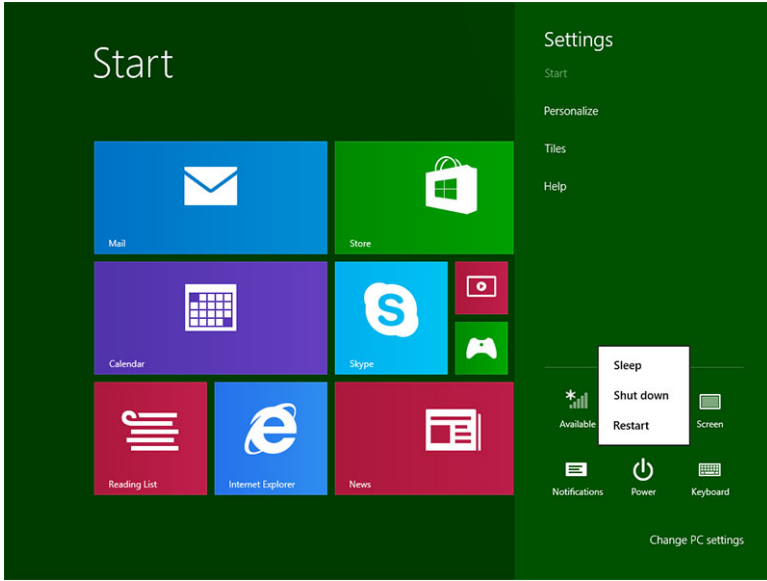 Start
Mail
Store
Calendar
Skype
Reading List
Internet Explorer
News
Settings
Start
Personalize
Tiles
Help
Sleep
Shut down
Restart
Available
Screen
Notifications
Power
Keyboard
Change PC settings